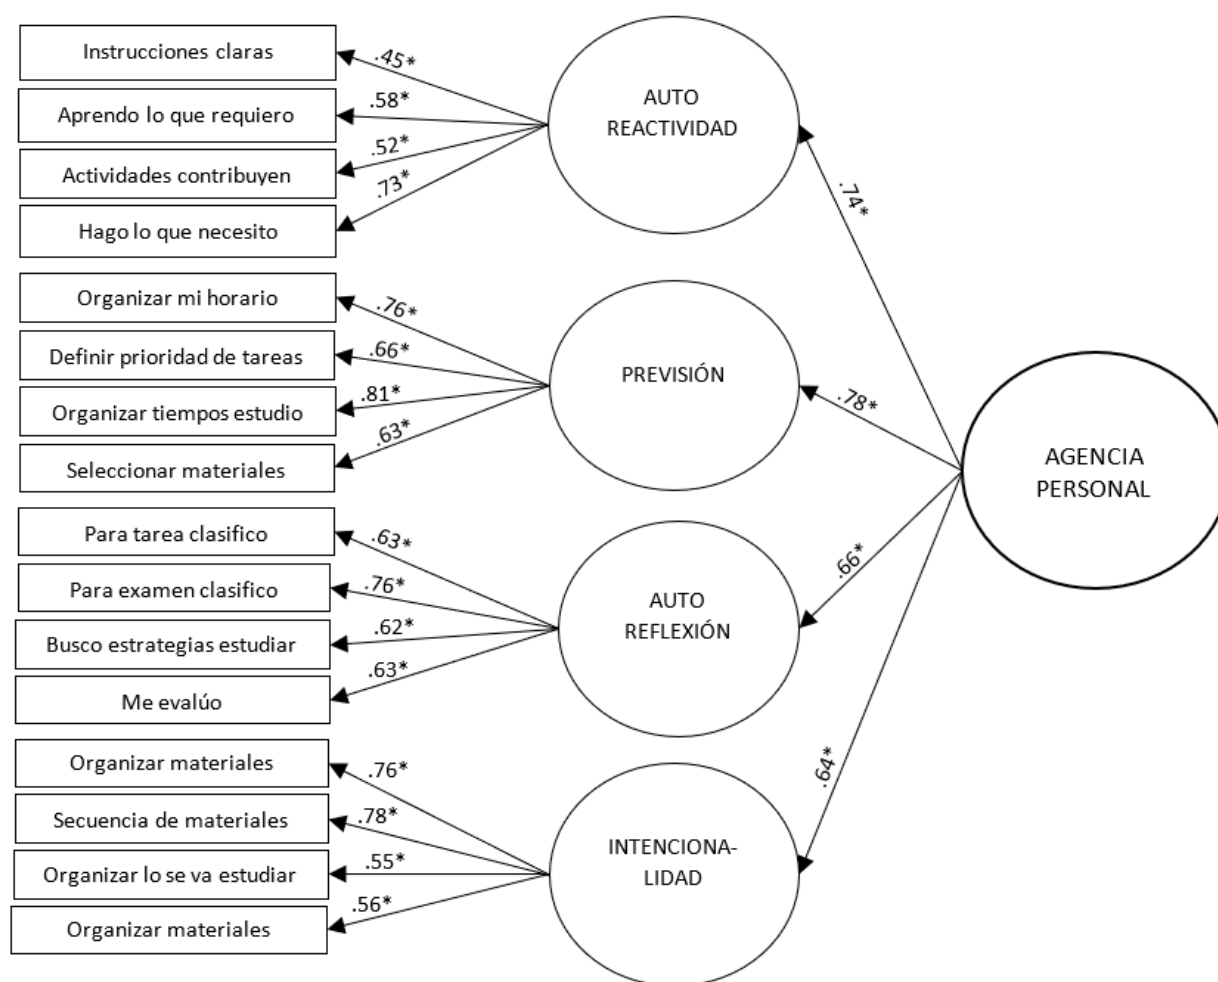 Instrucciones claras
.45*
Aprendo lo que requiero
.58*
Actividades contribuyen
.52*
Hago lo que necesito
.73*
AUTO
REACTIVIDAD
.74*
Organizar mi horario
.76*
Definir prioridad de tareas
.66*
Organizar tiempos estudio
.81*
Seleccionar materiales
.63*
PREVISIÓN
.78*
AGENCIA
PERSONAL
Para tarea clasifico
.63*
Para examen clasifico
.76*
Busco estrategias estudiar
.62*
Me evalúo
.63*
AUTO
REFLEXIÓN
.66*
Organizar materiales
.76*
Secuencia de materiales
.78*
Organizar lo se va estudiar
.55*
Organizar materiales
.56*
INTENCIONA-
LIDAD
.64*